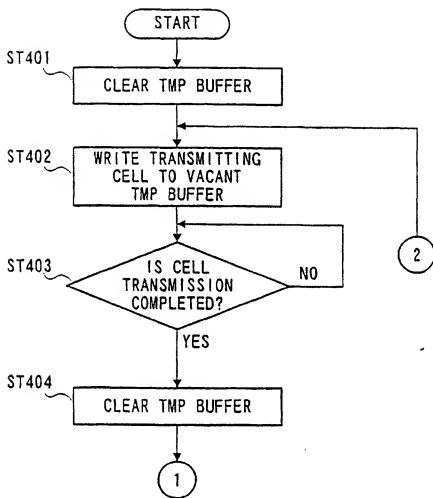 START
ST401
CLEAR TMP BUFFER
ST402
WRITE TRANSMITTING
CELL TO VACANT
TMP BUFFER
2
ST403
IS CELL
TRANSMISSION
COMPLETED?
NO
YES
ST404
CLEAR TMP BUFFER
1